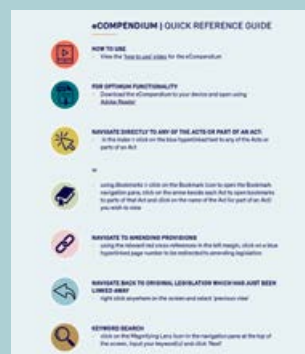 eCOMPENDIUM | QUICK REFERENCE GUIDE
HOW TO USE
View the 'how to use' video for the eCompendium
FOR OPTIMUM FUNCTIONALITY
Download the eCompendium to your device and open using
Adobe Reader
NAVIGATE DIRECTLY TO ANY OF THE ACTS OR PART OF AN ACT:
in the Index > click on the blue hyperlinked text to any of the Acts or
parts of an Act
or
using Bookmarks > click on the Bookmark icon to open the Bookmark
navigation pane, click on the arrow beside each Act to open bookmarks
to parts of that Act and click on the name of the Act (or part of an Act)
you wish to view
NAVIGATE TO AMENDING PROVISIONS
using the relevant red cross-references in the left margin, click on a blue
hyperlinked page number to be redirected to amending legislation
NAVIGATE BACK TO ORIGINAL LEGISLATION WHICH HAS JUST BEEN
LINKED AWAY
right click anywhere on the screen and select 'previous view'
KEYWORD SEARCH
click on the Magnifying Lens icon in the navigation pane at the top of
the screen, input your keyword(s) and click 'Next'